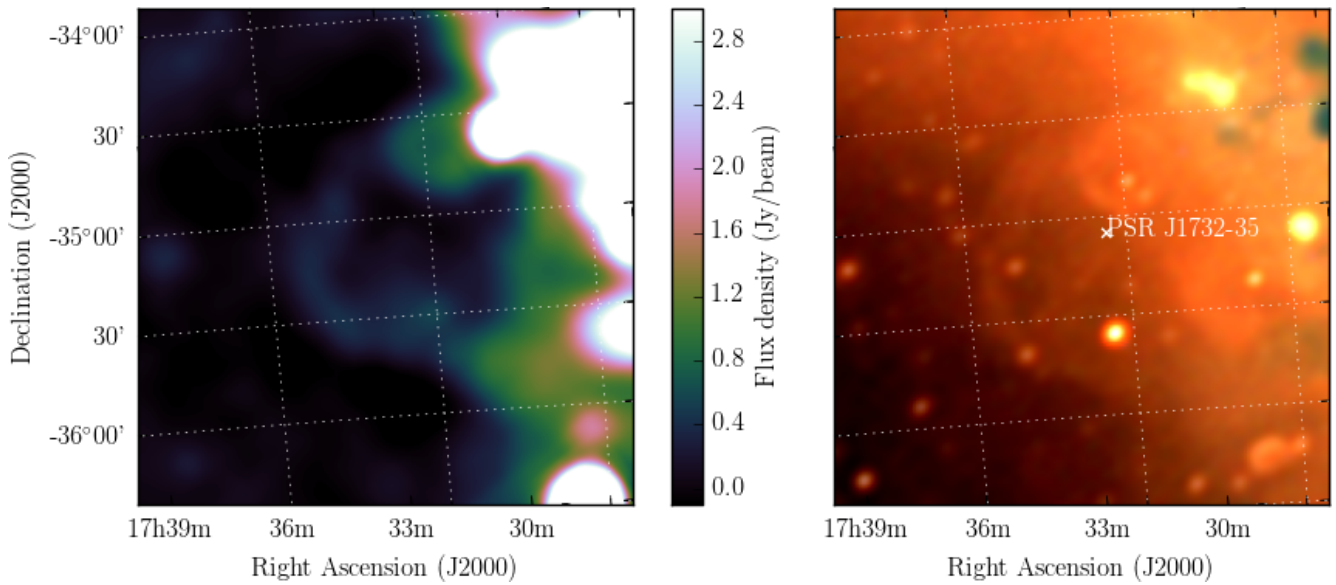 -34°00'
30'
-35°00'
30'
-36°00'
Declination (J2000)
17h39m
36m
33m
30m
Right Ascension (J2000)
2.8
2.4
2.0
1.6
1.2
0.8
0.4
0.0
Flux density (Jy/beam)
PSR J1732-35
17h39m
36m
33m
30m
Right Ascension (J2000)